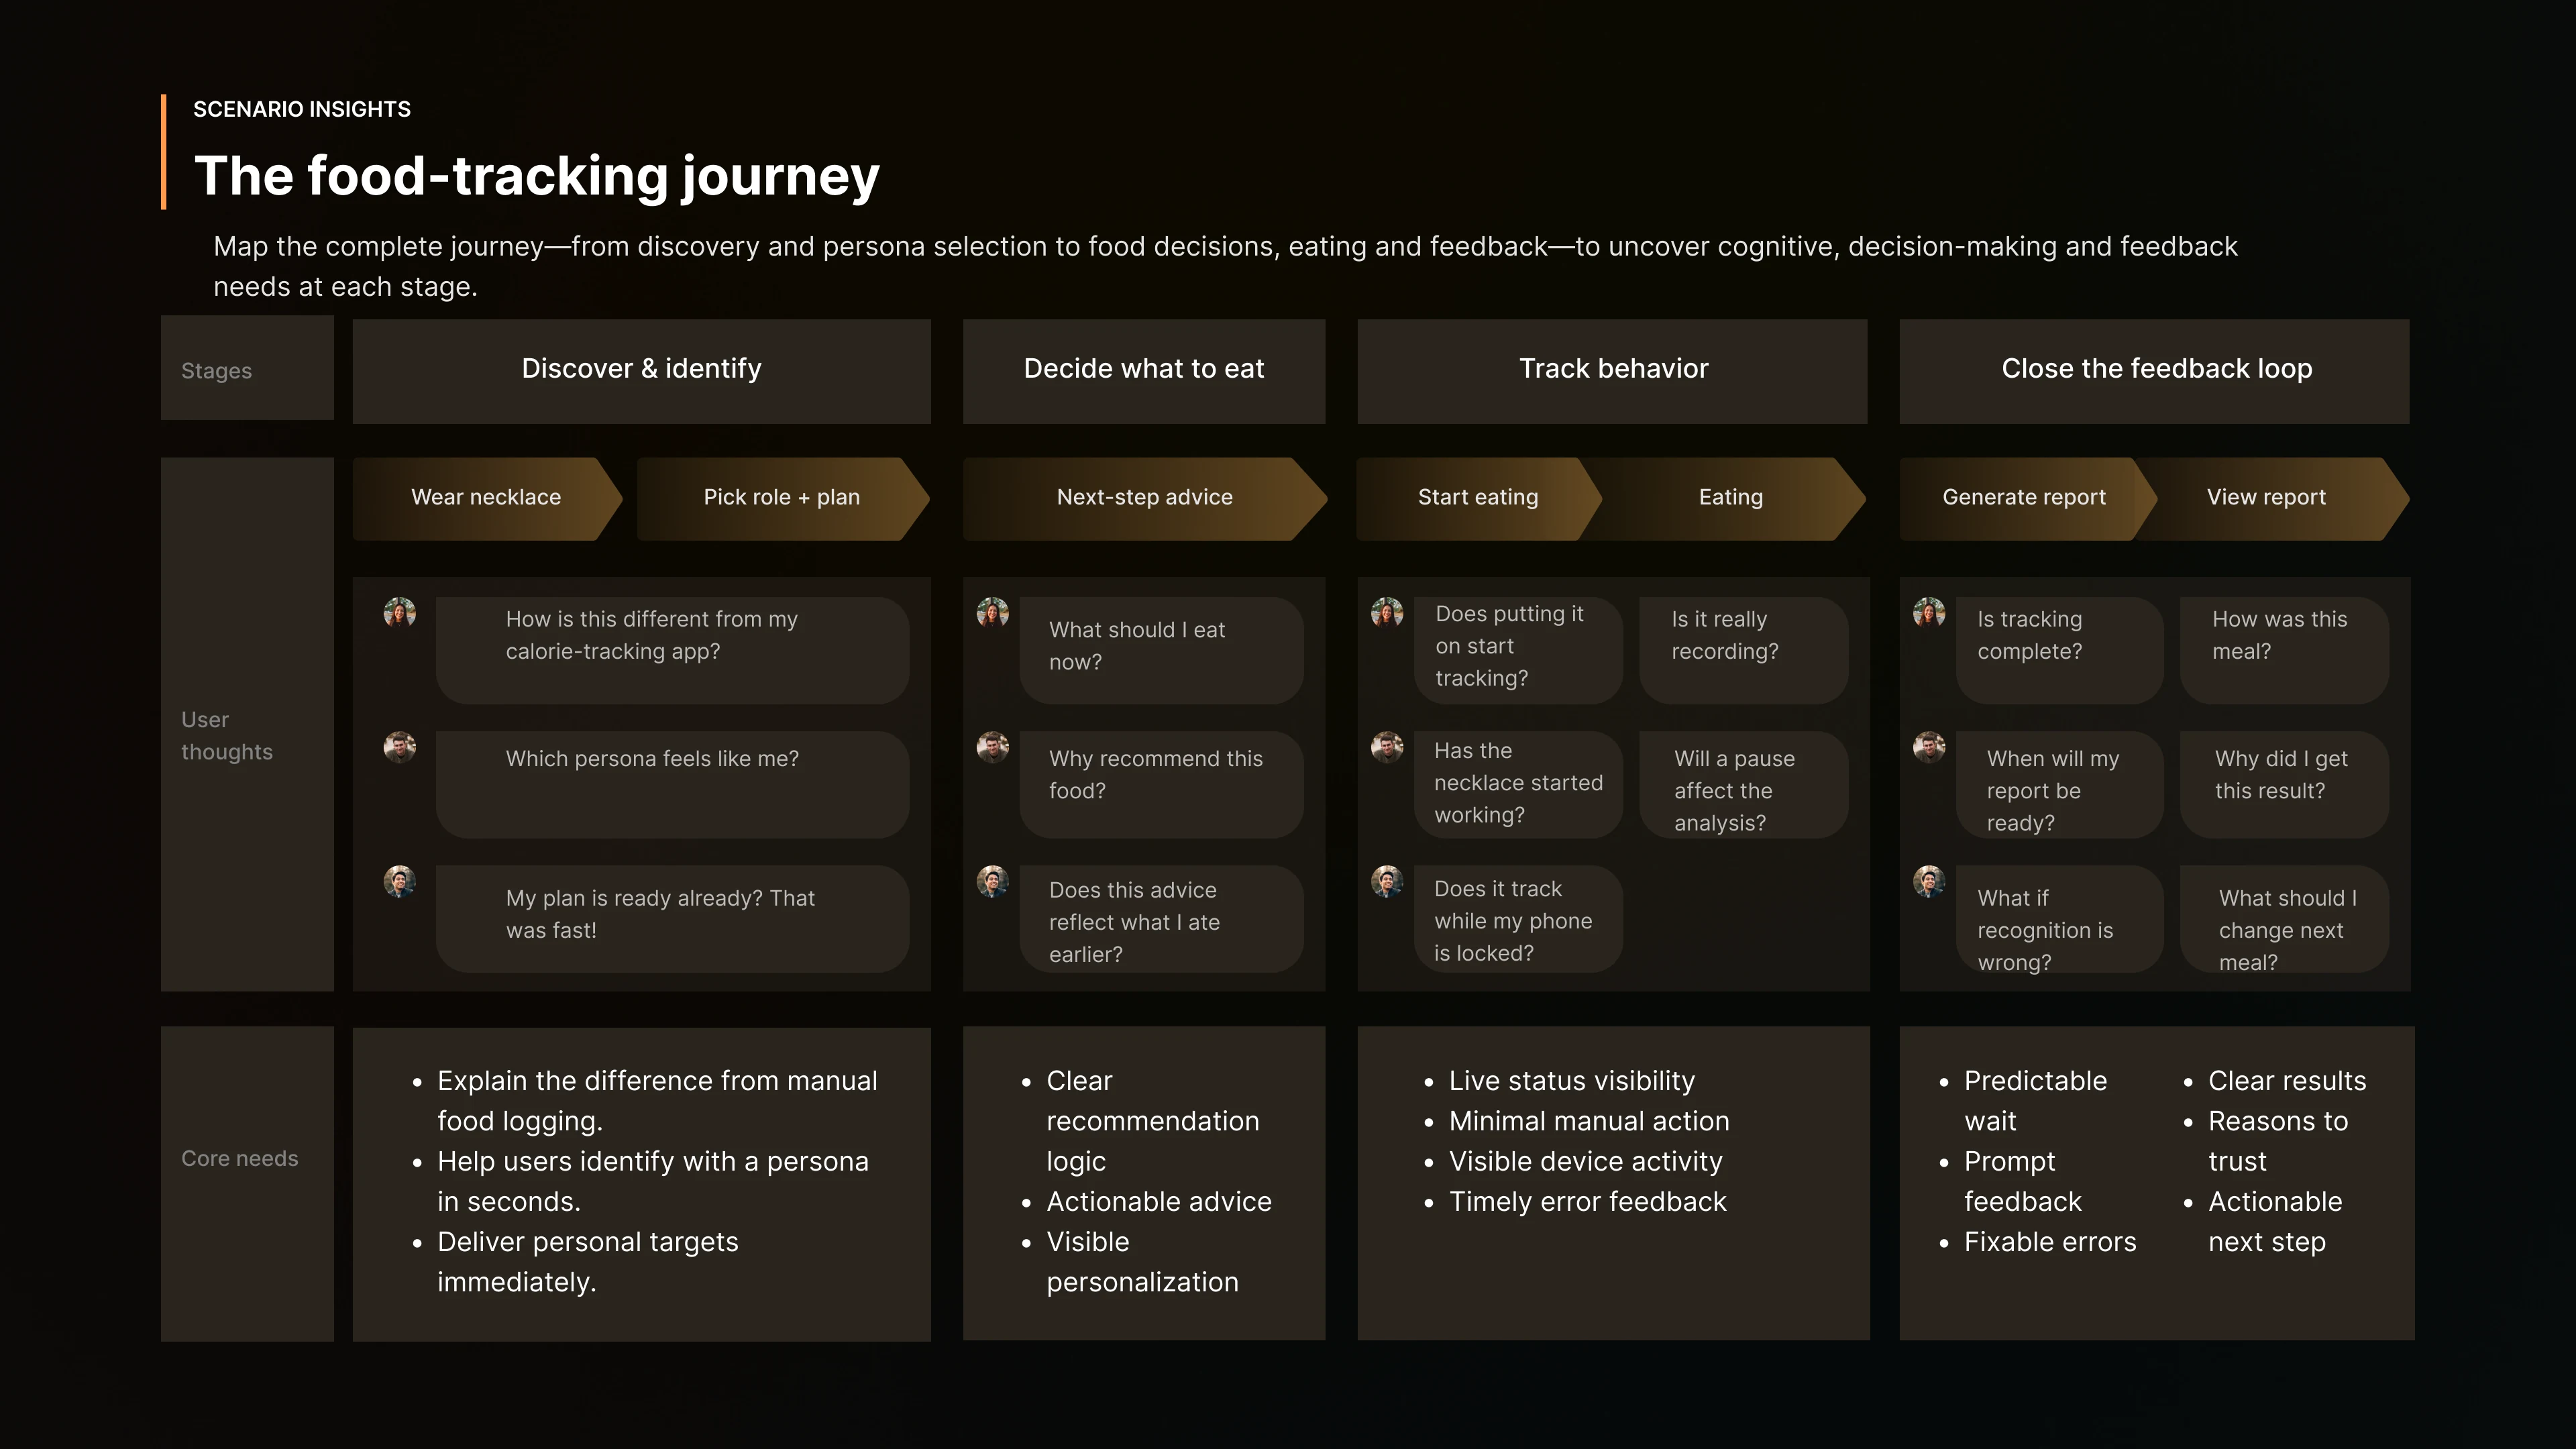 SCENARIO INSIGHTS
The food-tracking journey
Map the complete journey—from discovery and persona selection to food decisions, eating and feedback—to uncover cognitive, decision-making and feedback
needs at each stage.
Stages
Discover & identify
Decide what to eat
Track behavior
Close the feedback loop
User
thoughts
Wear necklace
Pick role + plan
Next-step advice
Start eating
Eating
Generate report
View report
How is this different from my
calorie-tracking app?
Which persona feels like me?
My plan is ready already? That
was fast!
What should I eat
now?
Why recommend this
food?
Does this advice
reflect what I ate
earlier?
Does putting it
on start
tracking?
Is it really
recording?
Has the
necklace started
working?
Will a pause
affect the
analysis?
Does it track
while my phone
is locked?
Is tracking
complete?
How was this
meal?
When will my
report be
ready?
Why did I get
this result?
What if
recognition is
wrong?
What should I
change next
meal?
Core needs
• Explain the difference from manual
food logging.
• Help users identify with a persona
in seconds.
• Deliver personal targets
immediately.
• Clear
recommendation
logic
• Actionable advice
• Visible
personalization
• Live status visibility
• Minimal manual action
• Visible device activity
• Timely error feedback
• Predictable
wait
• Prompt
feedback
• Fixable errors
• Clear results
• Reasons to
trust
• Actionable
next step